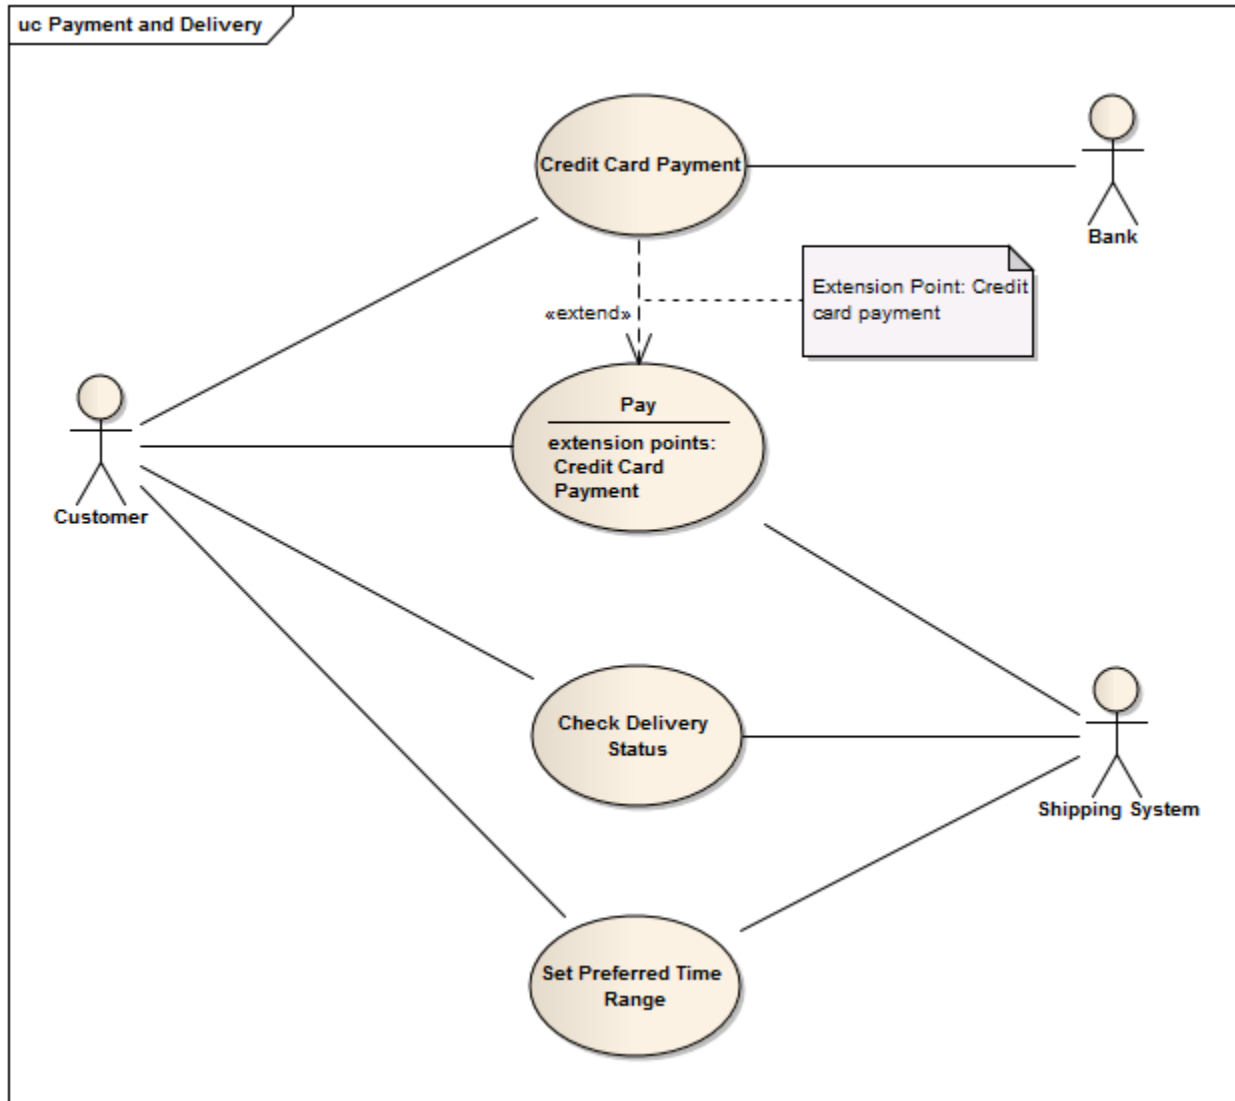 uc Payment and Delivery
Credit Card Payment
Bank
Extension Point: Credit
card payment
«extend»
Pay
extension points:
Credit Card
Payment
Customer
Check Delivery
Status
Shipping System
Set Preferred Time
Range